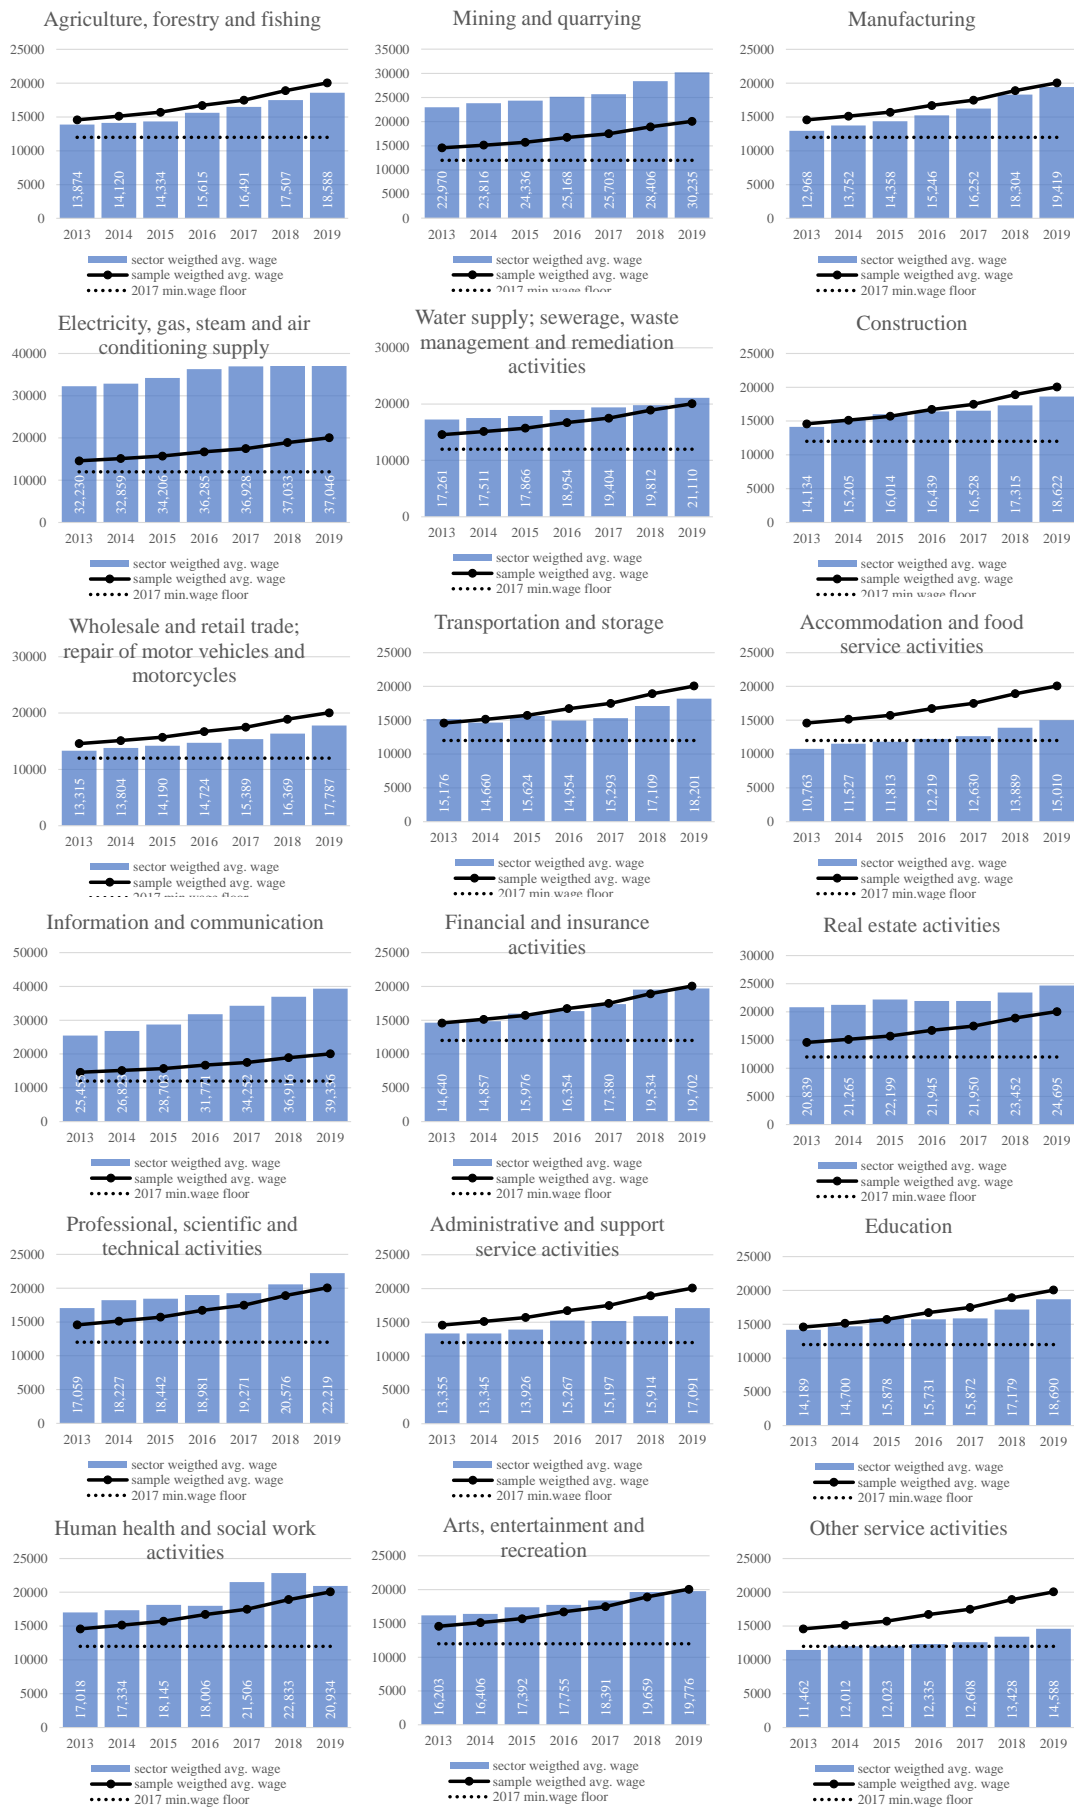 Agriculture, forestry and fishing
25000
20000
15000
10000
5000
0
13,874
14,120
14,334
15,615
16,491
17,507
18,588
2013 2014 2015 2016 2017 2018 2019
sector weigthed avg. wage
sample weigthed avg. wage
2017 min.wage floor
Mining and quarrying
35000
30000
25000
20000
15000
10000
5000
0
22,970
23,816
24,336
25,168
25,703
28,406
30,235
2013 2014 2015 2016 2017 2018 2019
sector weigthed avg. wage
sample weigthed avg. wage
2017 min.wage floor
Manufacturing
25000
20000
15000
10000
5000
0
12,968
13,752
14,358
15,246
16,252
18,304
19,419
2013 2014 2015 2016 2017 2018 2019
sector weigthed avg. wage
sample weigthed avg. wage
2017 min.wage floor
Electricity, gas, steam and air
conditioning supply
40000
30000
20000
10000
0
32,230
32,859
34,206
36,285
36,928
37,033
37,046
2013 2014 2015 2016 2017 2018 2019
sector weigthed avg. wage
sample weigthed avg. wage
2017 min.wage floor
Water supply; sewerage, waste
management and remediation
activities
30000
20000
10000
0
17,261
17,511
17,866
18,954
19,404
19,812
21,110
2013 2014 2015 2016 2017 2018 2019
sector weigthed avg. wage
sample weigthed avg. wage
2017 min.wage floor
Construction
25000
20000
15000
10000
5000
0
14,134
15,205
16,014
16,439
16,528
17,315
18,622
2013 2014 2015 2016 2017 2018 2019
sector weigthed avg. wage
sample weigthed avg. wage
2017 min.wage floor
Wholesale and retail trade;
repair of motor vehicles and
motorcycles
30000
20000
10000
0
13,315
13,804
14,190
14,724
15,389
16,369
17,787
2013 2014 2015 2016 2017 2018 2019
sector weigthed avg. wage
sample weigthed avg. wage
2017 min.wage floor
Transportation and storage
25000
20000
15000
10000
5000
0
15,176
14,660
15,624
14,954
15,293
17,109
18,201
2013 2014 2015 2016 2017 2018 2019
sector weigthed avg. wage
sample weigthed avg. wage
2017 min.wage floor
Accommodation and food
service activities
25000
20000
15000
10000
5000
0
10,763
11,527
11,813
12,219
12,630
13,889
15,010
2013 2014 2015 2016 2017 2018 2019
sector weigthed avg. wage
sample weigthed avg. wage
2017 min.wage floor
Information and communication
50000
40000
30000
20000
10000
0
26,823
28,703
31,771
34,252
36,916
39,336
2013 2014 2015 2016 2017 2018 2019
sector weigthed avg. wage
sample weigthed avg. wage
2017 min.wage floor
Financial and insurance
activities
25000
20000
15000
10000
5000
0
14,640
14,857
15,976
16,354
17,380
19,534
19,702
2013 2014 2015 2016 2017 2018 2019
sector weigthed avg. wage
sample weigthed avg. wage
2017 min.wage floor
Real estate activities
30000
25000
20000
15000
10000
5000
0
20,839
21,265
22,199
21,945
21,950
23,452
24,695
2013 2014 2015 2016 2017 2018 2019
sector weigthed avg. wage
sample weigthed avg. wage
2017 min.wage floor
Professional, scientific and
technical activities
25000
20000
15000
10000
5000
0
17,059
18,227
18,442
18,981
19,271
20,576
22,219
2013 2014 2015 2016 2017 2018 2019
sector weigthed avg. wage
sample weigthed avg. wage
2017 min.wage floor
Administrative and support
service activities
25000
20000
15000
10000
5000
0
13,355
13,345
13,926
15,267
15,197
15,914
17,091
2013 2014 2015 2016 2017 2018 2019
sector weigthed avg. wage
sample weigthed avg. wage
2017 min.wage floor
Education
25000
20000
15000
10000
5000
0
14,189
14,700
15,878
15,731
15,872
17,179
18,690
2013 2014 2015 2016 2017 2018 2019
sector weigthed avg. wage
sample weigthed avg. wage
2017 min.wage floor
Human health and social work
activities
25000
20000
15000
10000
5000
0
17,018
17,334
18,145
18,006
21,506
22,833
20,934
2013 2014 2015 2016 2017 2018 2019
sector weigthed avg. wage
sample weigthed avg. wage
2017 min.wage floor
Arts, entertainment and
recreation
25000
20000
15000
10000
5000
0
16,203
16,406
17,392
17,755
18,391
19,659
19,776
2013 2014 2015 2016 2017 2018 2019
sector weigthed avg. wage
sample weigthed avg. wage
2017 min.wage floor
Other service activities
25000
20000
15000
10000
5000
0
11,462
12,012
12,023
12,335
12,608
13,428
14,588
2013 2014 2015 2016 2017 2018 2019
sector weigthed avg. wage
sample weigthed avg. wage
2017 min.wage floor